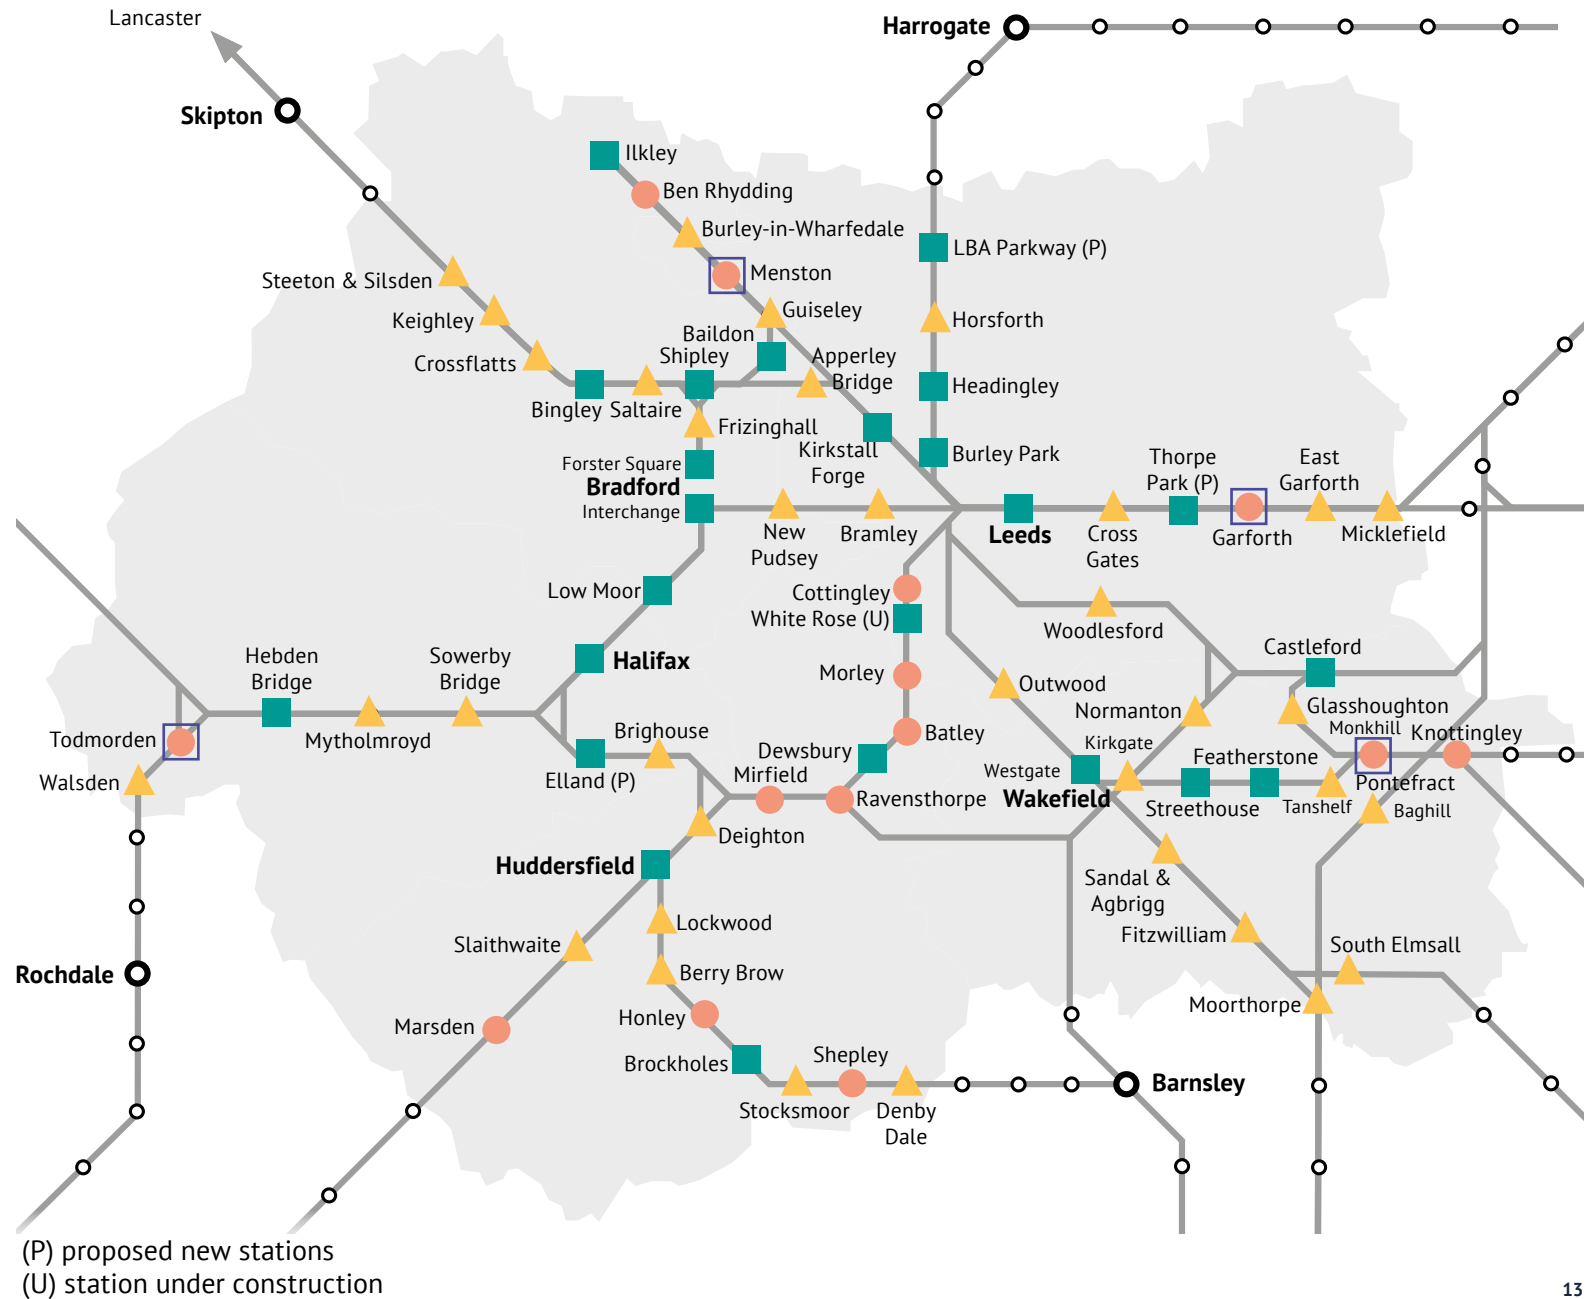 Lancaster
Harrogate
Skipton
Ilkley
Ben Rhydding
Burley-in-Wharfedale
LBA Parkway (P)
Menston
Steeton & Silsden
Guiseley
Keighley
Horsforth
Baildon
Shipley
Apperley
Bridge
Crossflatts
Headingley
Bingley
Saltaire
Frizinghall
Kirkstall
Forge
Burley Park
Forster Square
Bradford
Interchange
Thorpe
Park (P)
East
Garforth
New
Pudsey
Bramley
Leeds
Cross
Gates
Garforth
Micklefield
Low Moor
Cottingley
White Rose (U)
Woodlesford
Hebden
Bridge
Sowerby
Bridge
Halifax
Morley
Castleford
Outwood
Normanton
Glasshoughton
Todmorden
Mytholmroyd
Brighouse
Batley
Monkhill
Knottingley
Kirkgate
Dewsbury
Featherstone
Walsden
Elland (P)
Mirfield
Westgate
Pontefract
Ravensthorpe
Wakefield
Streethouse
Tanshelf
Baghill
Deighton
Huddersfield
Sandal &
Agbrigg
Lockwood
Slaithwaite
Fitzwilliam
South Elmsall
Rochdale
Berry Brow
Moorthorpe
Marsden
Honley
Brockholes
Shepley
Barnsley
Stocksmoor
Denby
Dale
(P) proposed new stations
(U) station under construction
13